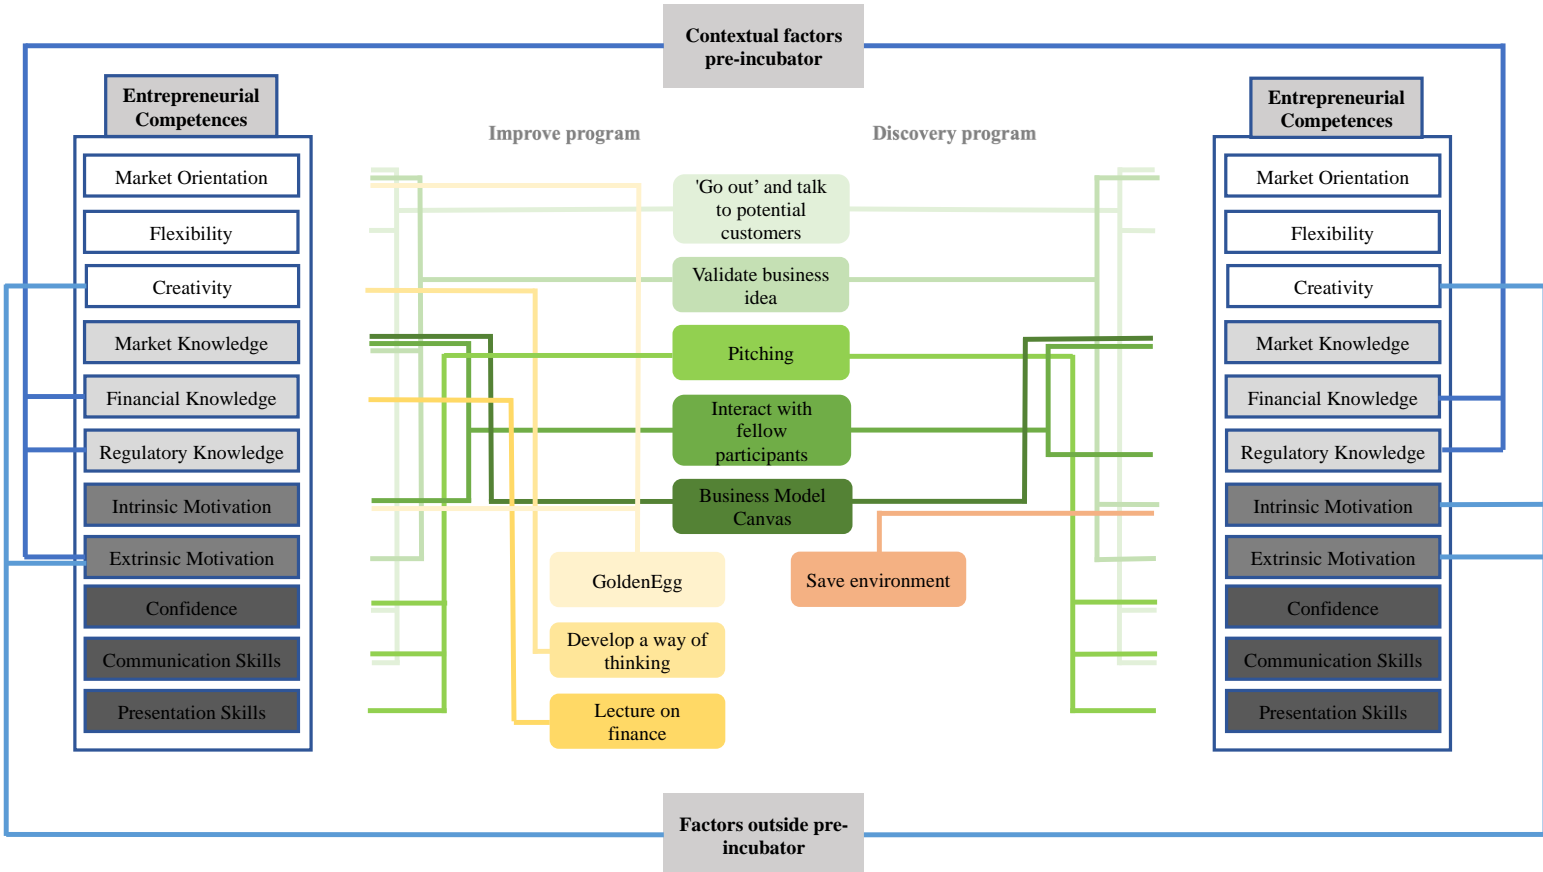 Contextual factors
pre-incubator
Entrepreneurial
Competences
Market Orientation
Flexibility
Creativity
Market Knowledge
Financial Knowledge
Regulatory Knowledge
Intrinsic Motivation
Extrinsic Motivation
Confidence
Communication Skills
Presentation Skills
Improve program
Discovery program
'Go out’ and talk
to potential
customers
Validate business
idea
Pitching
Interact with
fellow
participants
Business Model
Canvas
GoldenEgg
Save environment
Develop a way of
thinking
Lecture on
finance
Entrepreneurial
Competences
Market Orientation
Flexibility
Creativity
Market Knowledge
Financial Knowledge
Regulatory Knowledge
Intrinsic Motivation
Extrinsic Motivation
Confidence
Communication Skills
Presentation Skills
Factors outside pre-
incubator